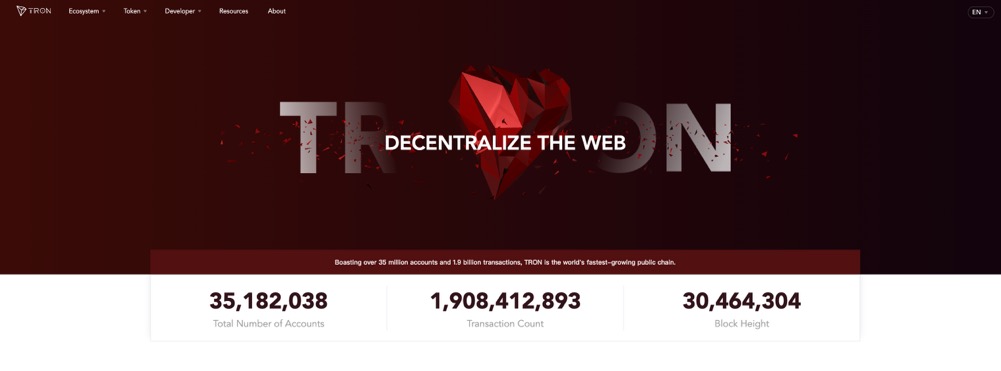 TRON Ecosystem Token Developer Resources About EN
TRON
DECENTRALIZE THE WEB
Boasting over 35 million accounts and 1.9 billion transactions, TRON is the world's fastest-growing public chain.
35,182,038 1,908,412,893 30,464,304
Total Number of Accounts Transaction Count Block Height